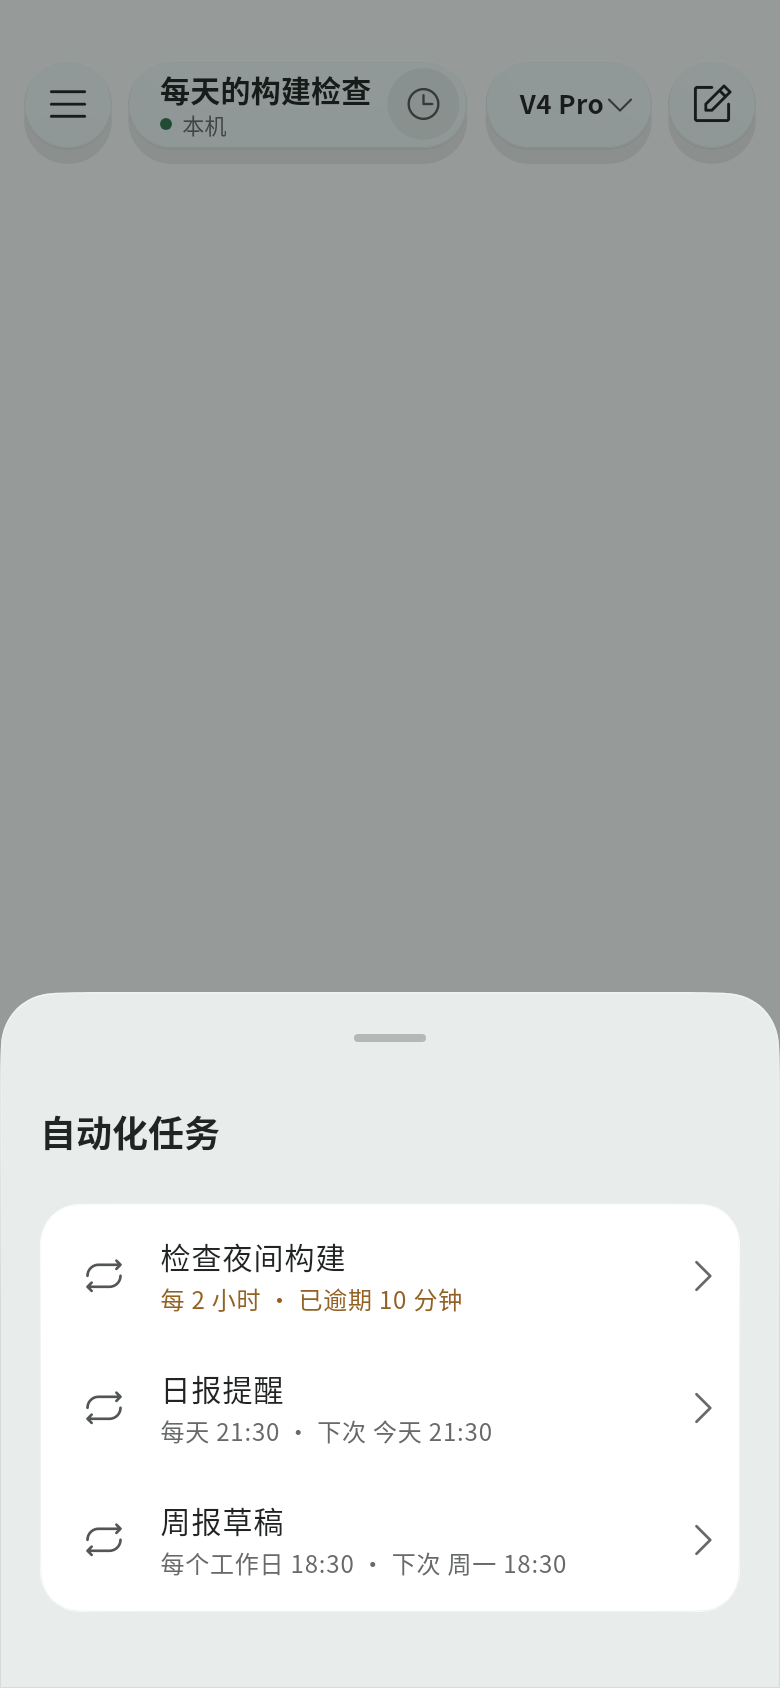 每天的构建检查
本机
V4 Pro
自动化任务
检查夜间构建
每 2 小时 · 已逾期 10 分钟
日报提醒
每天 21:30 · 下次 今天 21:30
周报草稿
每个工作日 18:30 · 下次 周一 18:30